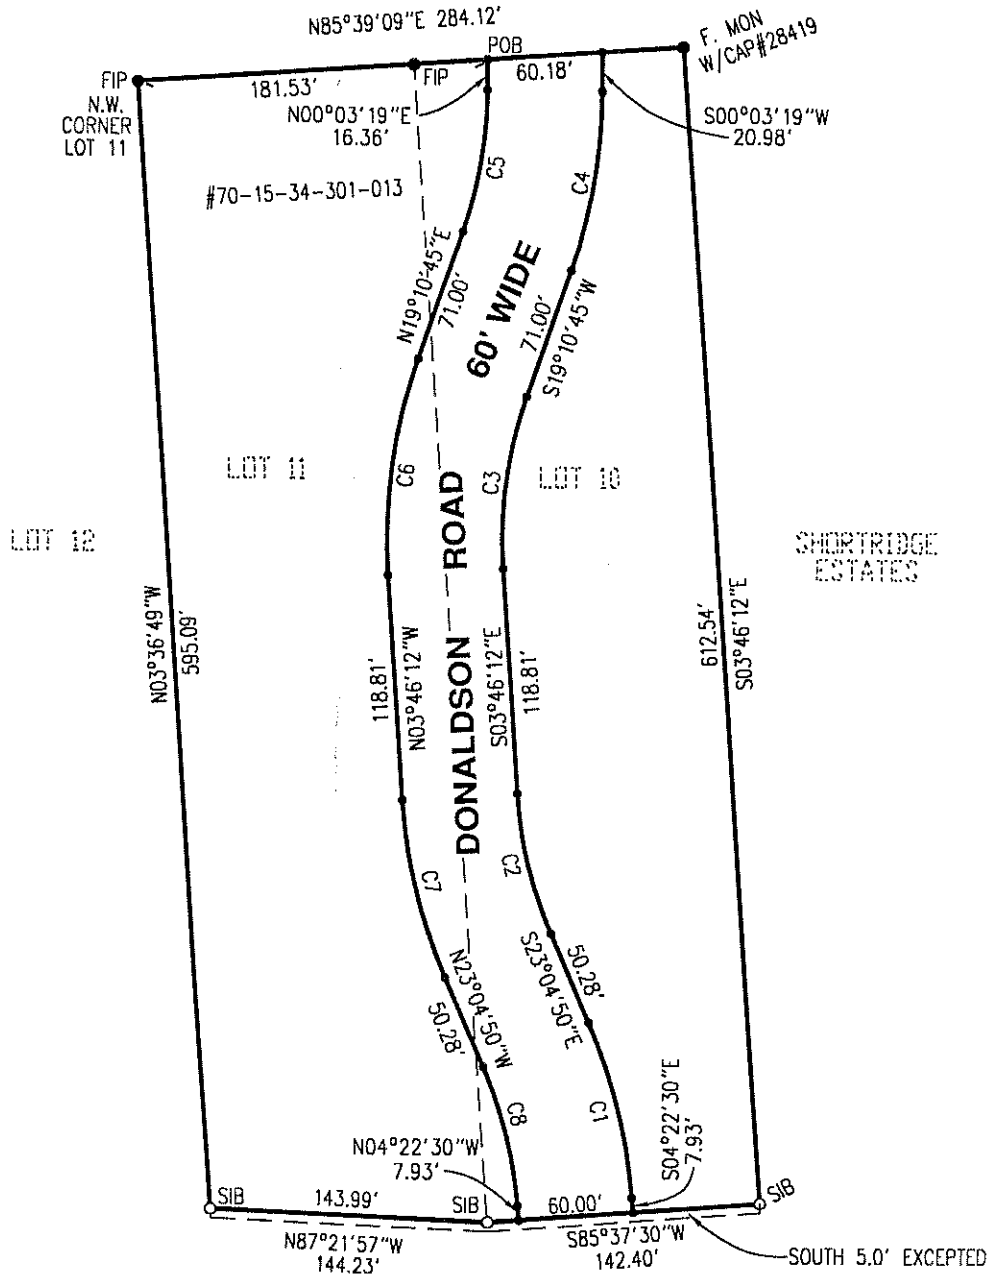 N85°39'09"E 284.12'
POB
F. MON
W/CAP#28419
FIP
181.53'
FIP
60.18'
N.W.
CORNER
LOT 11
N00°03'19"E
16.36'
S00°03'19"W
20.98'
#70-15-34-301-013
C5
C4
N19°10'45"E
71.00'
60' WIDE
71.00'
S19°10'45"W
LOT 11
C6
ROAD
C3
LOT 10
LOT 12
SHORTRIDGE
ESTATES
N03°36'49"W
595.09'
118.81'
N03°46'12"W
DONALDSON
S03°46'12"E
118.81'
612.54'
S03°46'12"E
C7
C2
N23°04'50"W
50.28'
S23°04'50"E
50.28'
C8
C1
N04°22'30"W
7.93'
S04°22'30"E
7.93'
SIB
143.99'
SIB
60.00'
SIB
N87°21'57"W
144.23'
S85°37'30"W
142.40'
SOUTH 5.0' EXCEPTED